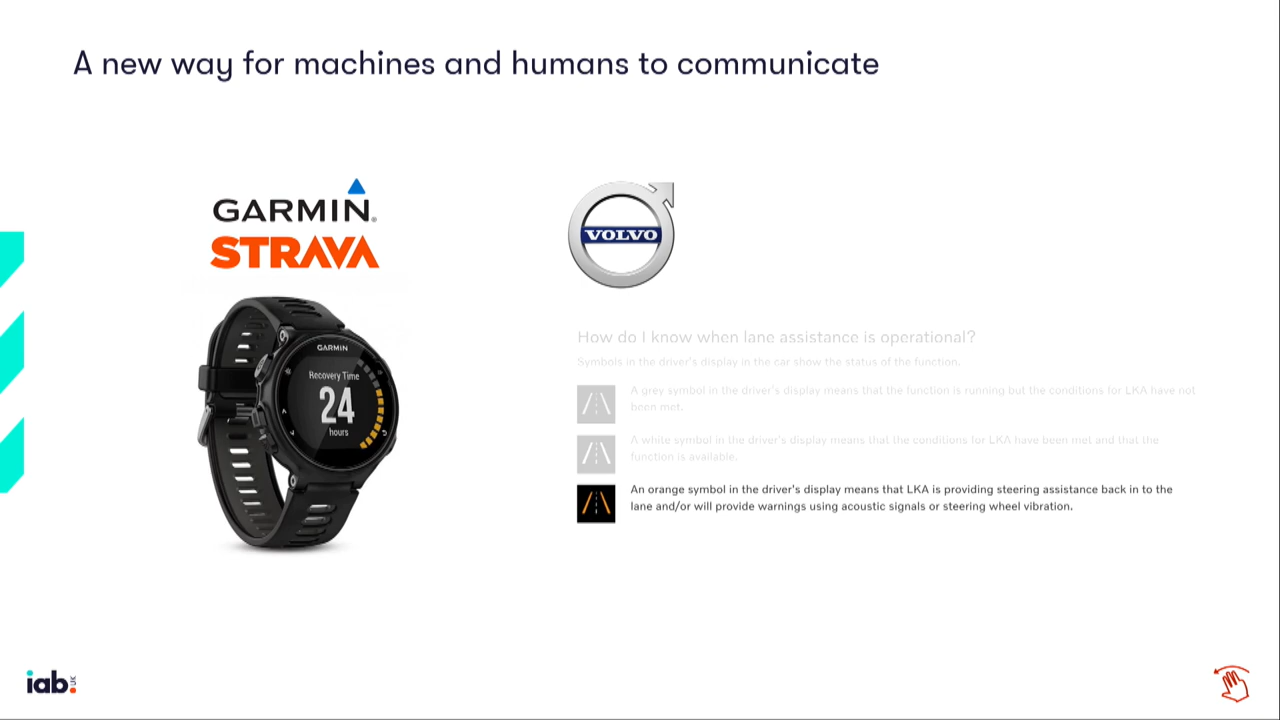 A new way for machines and humans to communicate
GARMIN
STRAVA
GARMIN
Recovery Time
24
hours
VOLVO
How do I know when lane assistance is operational?
Symbols in the driver's display in the car show the status of the function.
A grey symbol in the driver's display means that the function is running but the conditions for LKA have not
been met.
A white symbol in the driver's display means that the conditions for LKA have been met and that the
function is available.
An orange symbol in the driver's display means that LKA is providing steering assistance back in to the
lane and/or will provide warnings using acoustic signals or steering wheel vibration.
iab. UK